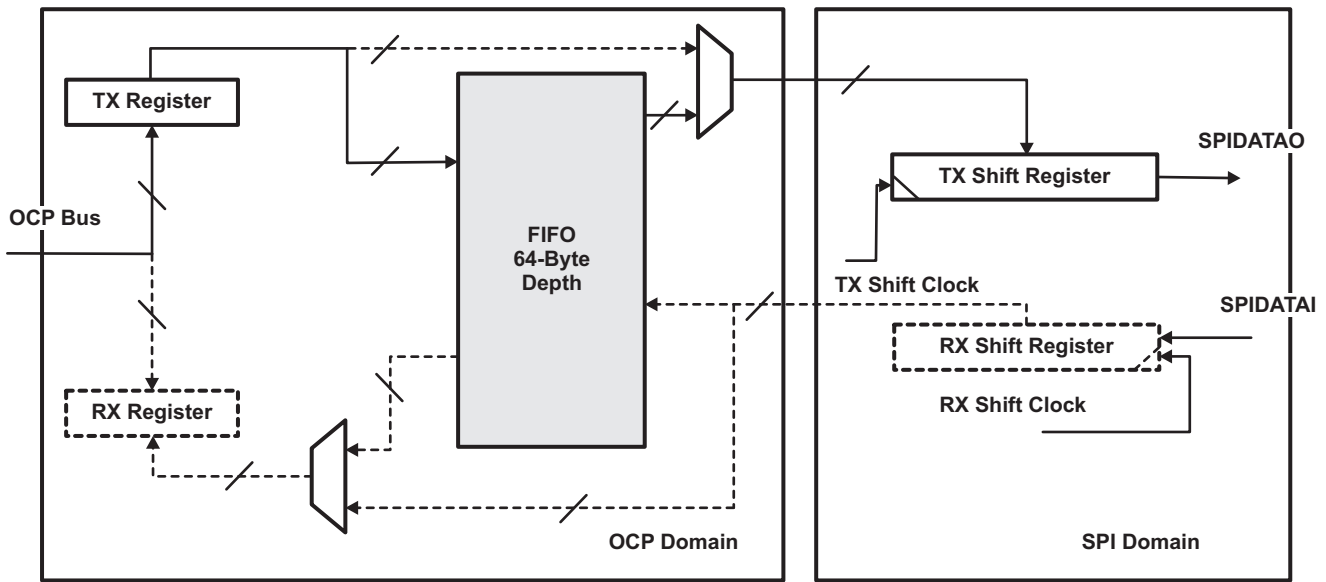 TX Register
SPIDATAO
TX Shift Register
OCP Bus
FIFO
64-Byte
Depth
TX Shift Clock
SPIDATAI
RX Shift Register
RX Register
RX Shift Clock
OCP Domain
SPI Domain